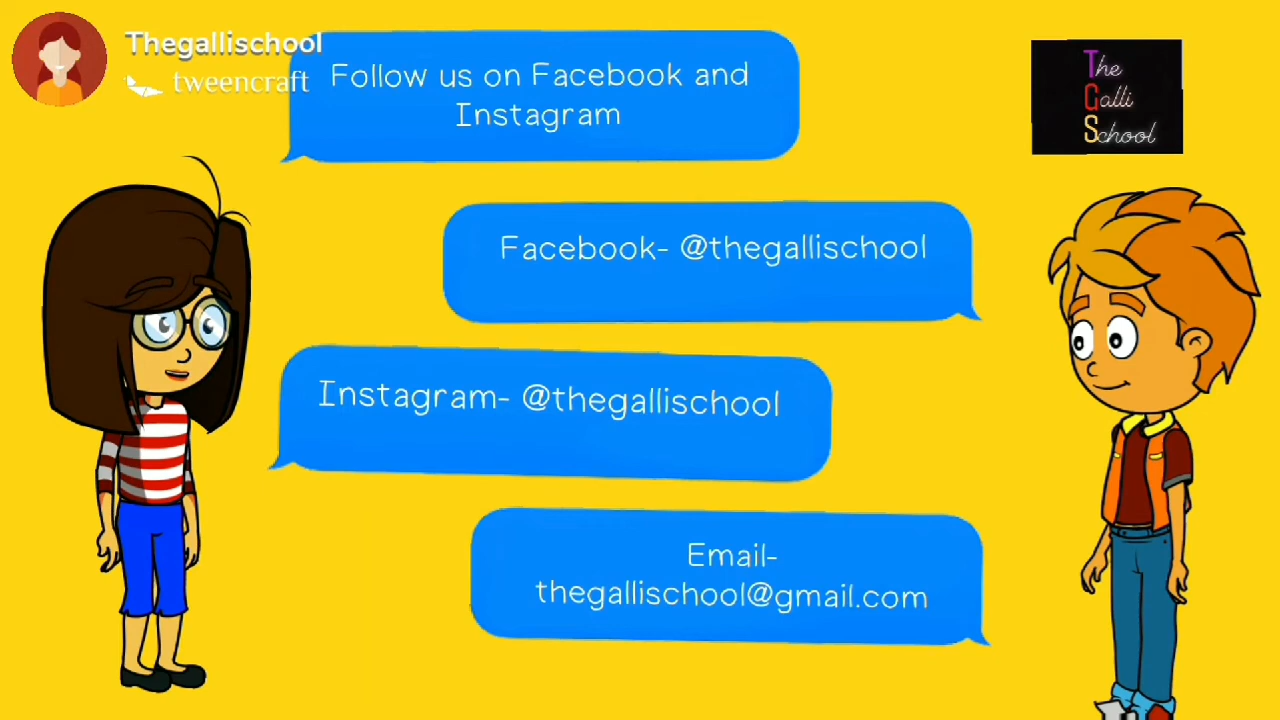 Thegallischool
tweencraft
Follow us on Facebook and
Instagram
The
Galli
School
Facebook- @thegallischool
Instagram- @thegallischool
Email-
thegallischool@gmail.com